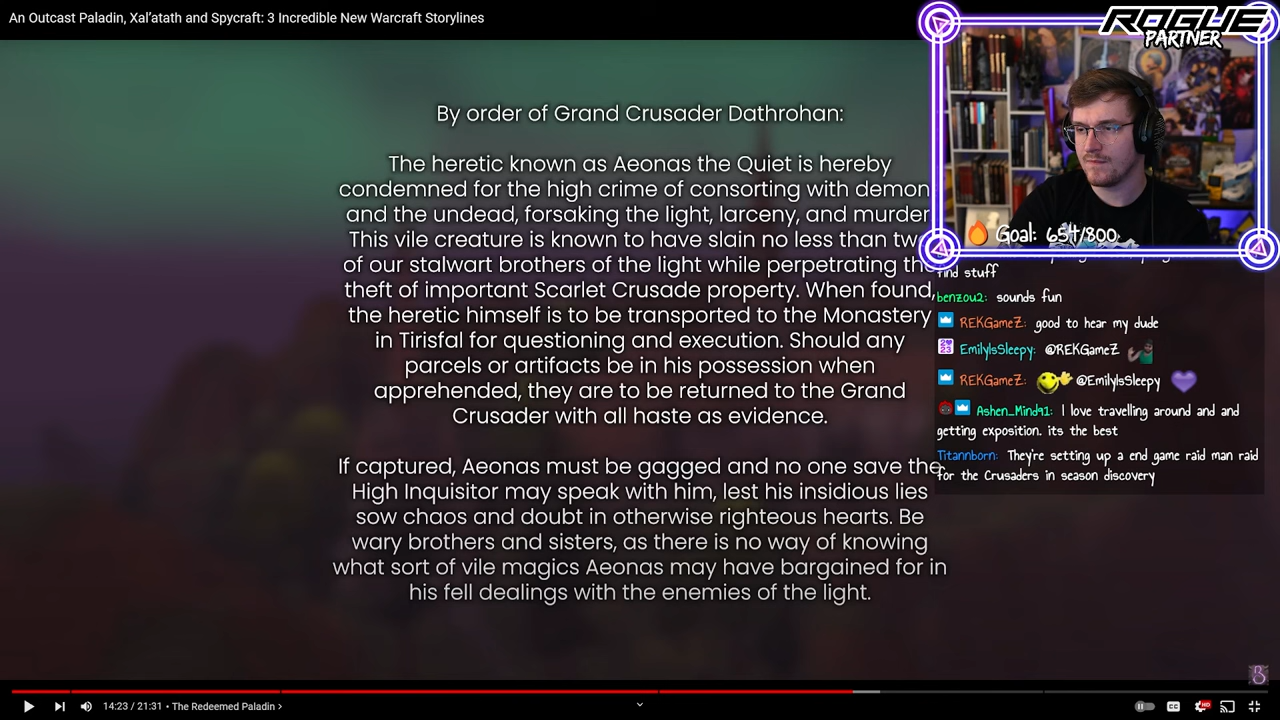 An Outcast Paladin, Xal'atath and Spycraft: 3 Incredible New Warcraft Storylines
ROGUE
PARTNER
By order of Grand Crusader Dathrohan:
The heretic known as Aeonas the Quiet is hereby
condemned for the high crime of consorting with demon
and the undead, forsaking the light, larceny, and murder
This vile creature is known to have slain no less than tw
of our stalwart brothers of the light while perpetrating the
theft of important Scarlet Crusade property. When found,
the heretic himself is to be transported to the Monastery
in Tirisfal for questioning and execution. Should any
parcels or artifacts be in his possession when
apprehended, they are to be returned to the Grand
Crusader with all haste as evidence.
If captured, Aeonas must be gagged and no one save the
High Inquisitor may speak with him, lest his insidious lies
sow chaos and doubt in otherwise righteous hearts. Be
wary brothers and sisters, as there is no way of knowing
what sort of vile magics Aeonas may have bargained for in
his fell dealings with the enemies of the light.
Goal: 654/800
find stuff
benzou2: sounds fun
REKGameZ: good to hear my dude
EmilyIsSleepy: @REKGameZ
REKGameZ: @EmilyIsSleepy
Ashen_Mind91: I love travelling around and and
getting exposition. its the best
Titannborn: They're setting up a end game raid man raid
for the Crusaders in season discovery
14:23 / 21:31 • The Redeemed Paladin >
CC
HD